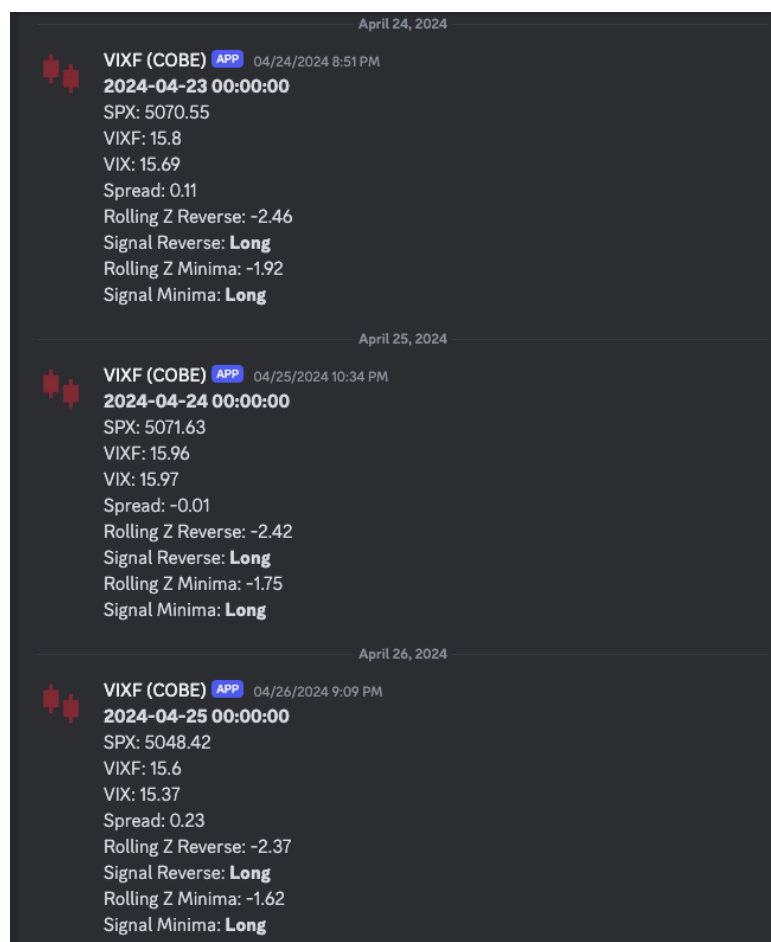 April 24, 2024
VIXF (COBE) APP 04/24/2024 8:51 PM
2024-04-23 00:00:00
SPX: 5070.55
VIXF: 15.8
VIX: 15.69
Spread: 0.11
Rolling Z Reverse: -2.46
Signal Reverse: Long
Rolling Z Minima: -1.92
Signal Minima: Long
April 25, 2024
VIXF (COBE) APP 04/25/2024 10:34 PM
2024-04-24 00:00:00
SPX: 5071.63
VIXF: 15.96
VIX: 15.97
Spread: -0.01
Rolling Z Reverse: -2.42
Signal Reverse: Long
Rolling Z Minima: -1.75
Signal Minima: Long
April 26, 2024
VIXF (COBE) APP 04/26/2024 9:09 PM
2024-04-25 00:00:00
SPX: 5048.42
VIXF: 15.6
VIX: 15.37
Spread: 0.23
Rolling Z Reverse: -2.37
Signal Reverse: Long
Rolling Z Minima: -1.62
Signal Minima: Long